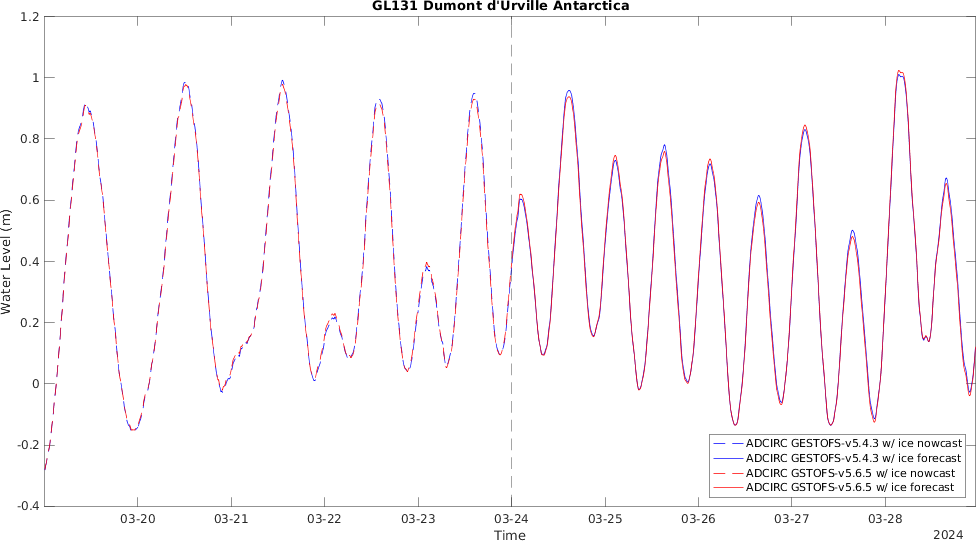 GL131 Dumont d'Urville Antarctica
1.2
1
0.8
0.6
0.4
0.2
0
-0.2
-0.4
Water Level (m)
ADCIRC GESTOFS-v5.4.3 w/ ice nowcast
ADCIRC GESTOFS-v5.4.3 w/ ice forecast
ADCIRC GSTOFS-v5.6.5 w/ ice nowcast
ADCIRC GSTOFS-v5.6.5 w/ ice forecast
03-20 03-21 03-22 03-23 03-24 03-25 03-26 03-27 03-28
Time
2024